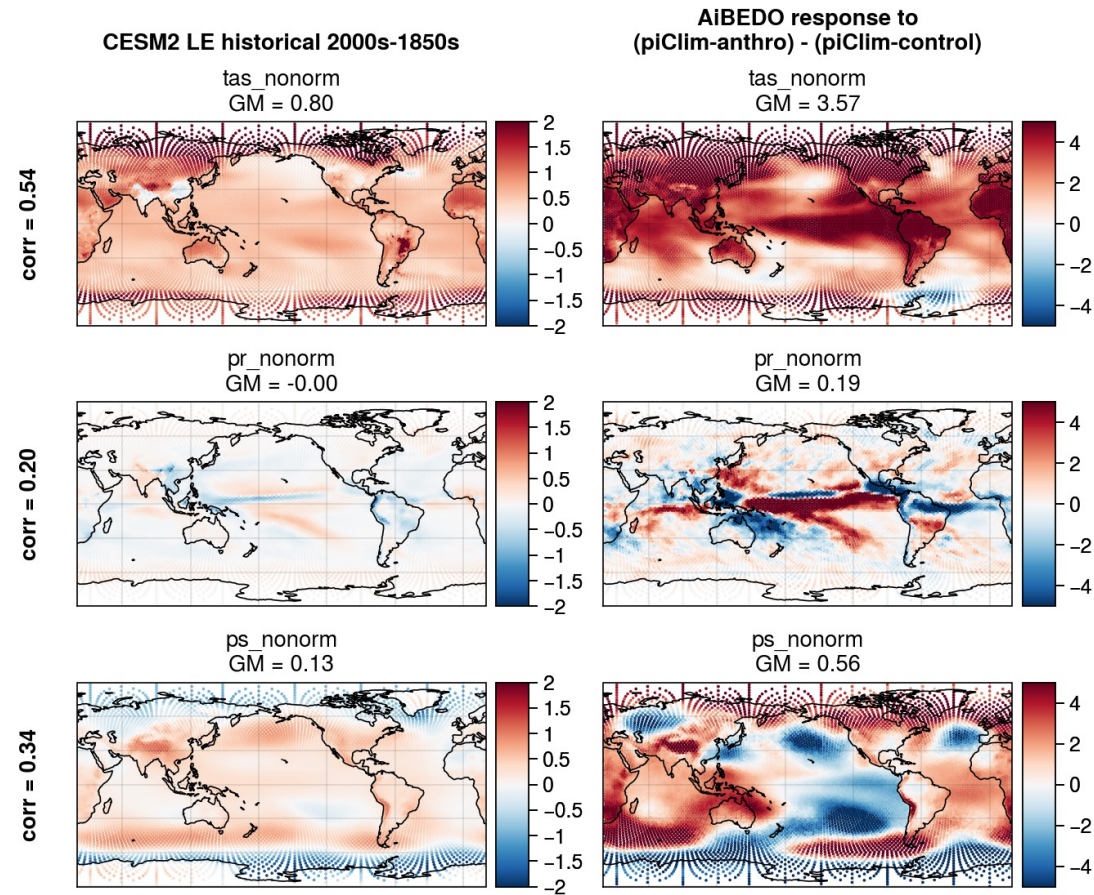 CESM2 LE historical 2000s-1850s
AiBEDO response to
(piClim-anthro) - (piClim-control)
corr = 0.54
tas_nonorm
GM = 0.80
2
1.5
1
0.5
0
−0.5
−1
−1.5
−2
tas_nonorm
GM = 3.57
4
2
0
−2
−4
corr = 0.20
pr_nonorm
GM = -0.00
2
1.5
1
0.5
0
−0.5
−1
−1.5
−2
pr_nonorm
GM = 0.19
4
2
0
−2
−4
corr = 0.34
ps_nonorm
GM = 0.13
2
1.5
1
0.5
0
−0.5
−1
−1.5
−2
ps_nonorm
GM = 0.56
4
2
0
−2
−4